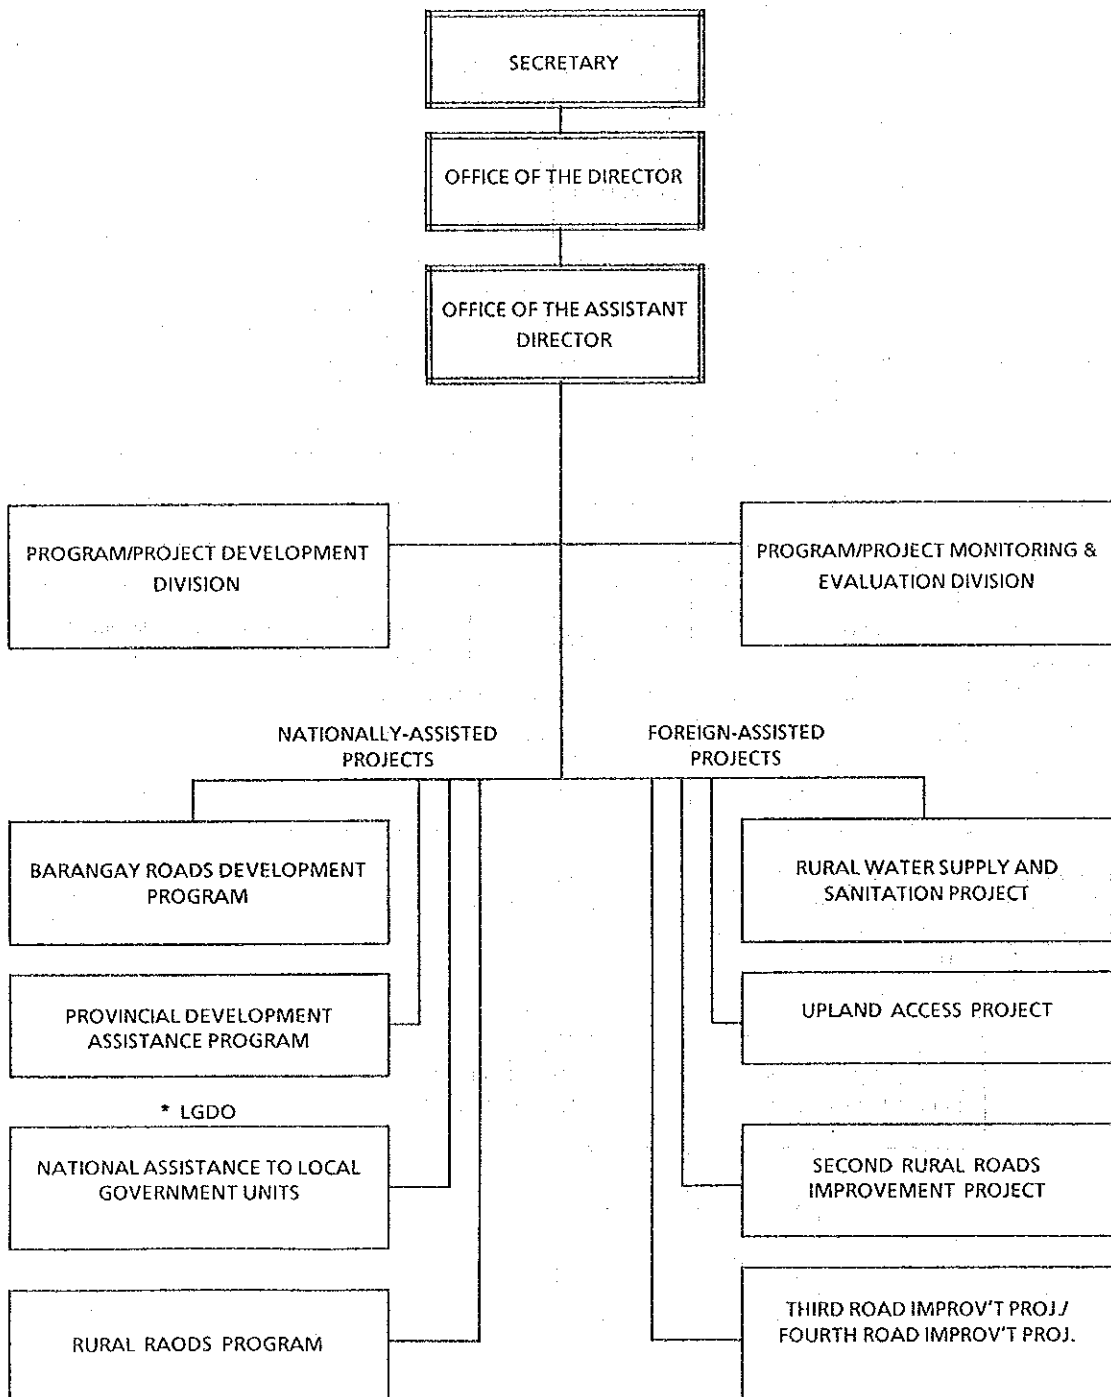 SECRETARY
OFFICE OF THE DIRECTOR
OFFICE OF THE ASSISTANT
DIRECTOR
PROGRAM/PROJECT DEVELOPMENT
DIVISION
PROGRAM/PROJECT MONITORING &
EVALUATION DIVISION
NATIONALLY-ASSISTED
PROJECTS
FOREIGN-ASSISTED
PROJECTS
BARANGAY ROADS DEVELOPMENT
PROGRAM
RURAL WATER SUPPLY AND
SANITATION PROJECT
PROVINCIAL DEVELOPMENT
ASSISTANCE PROGRAM
UPLAND ACCESS PROJECT
* LGDO
NATIONAL ASSISTANCE TO LOCAL
GOVERNMENT UNITS
SECOND RURAL ROADS
IMPROVEMENT PROJECT
RURAL RAODS PROGRAM
THIRD ROAD IMPROV'T PROJ./
FOURTH ROAD IMPROV'T PROJ.